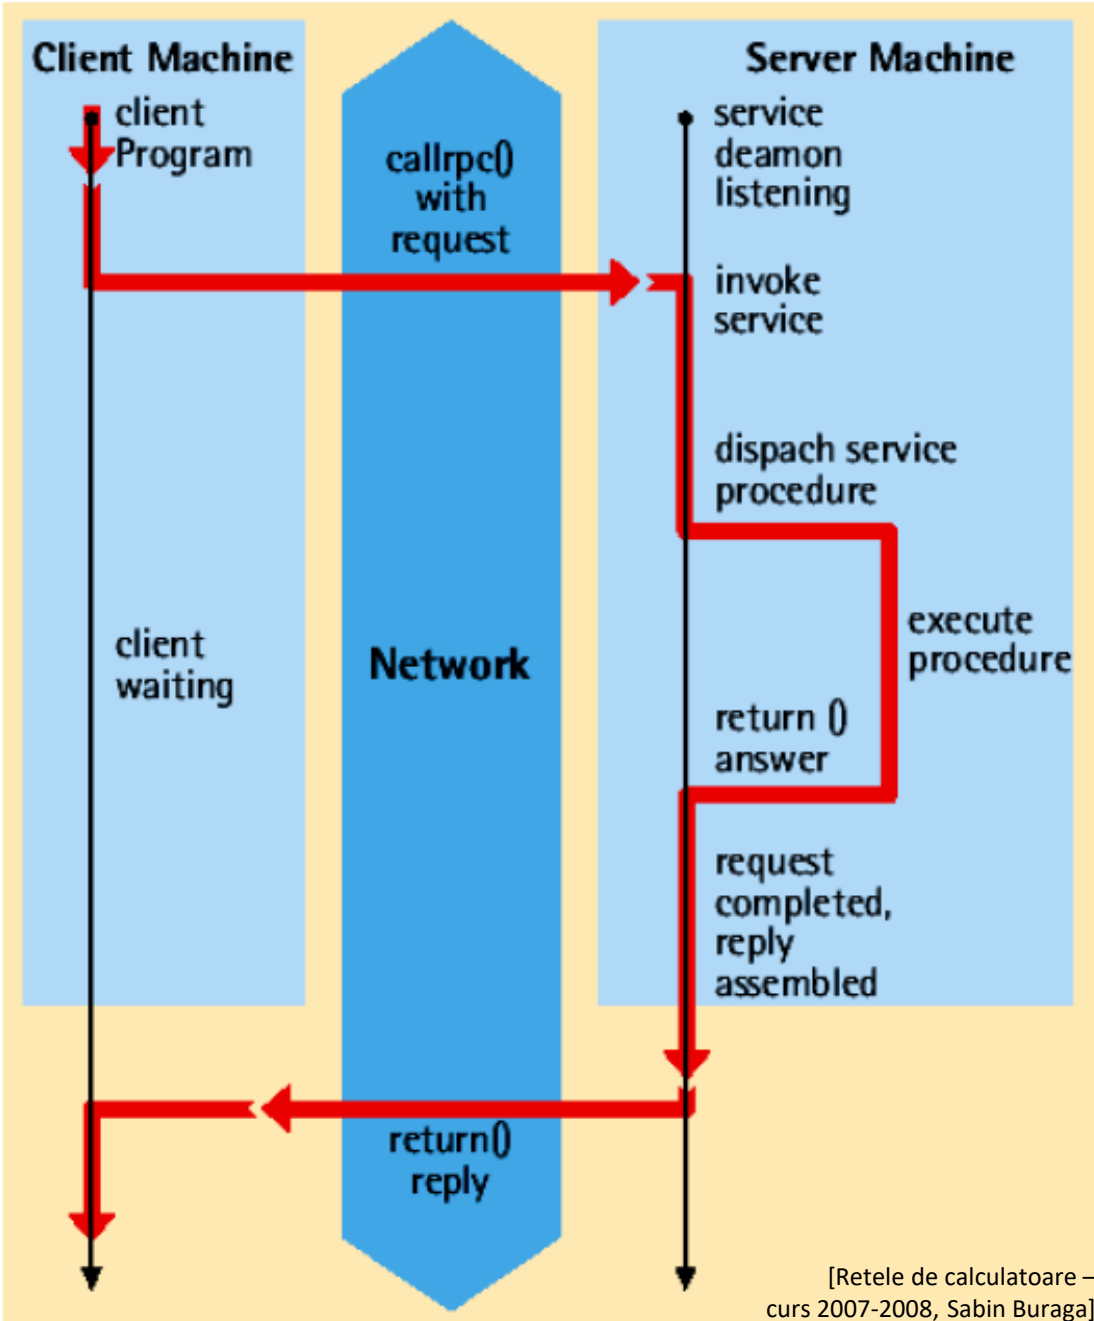 Client Machine
client
Program
client
waiting
callrpc()
with
request
Network
return()
reply
Server Machine
service
deamon
listening
invoke
service
dispach service
procedure
execute
procedure
return ()
answer
request
completed,
reply
assembled
[Retele de calculatoare –
curs 2007-2008, Sabin Buraga]